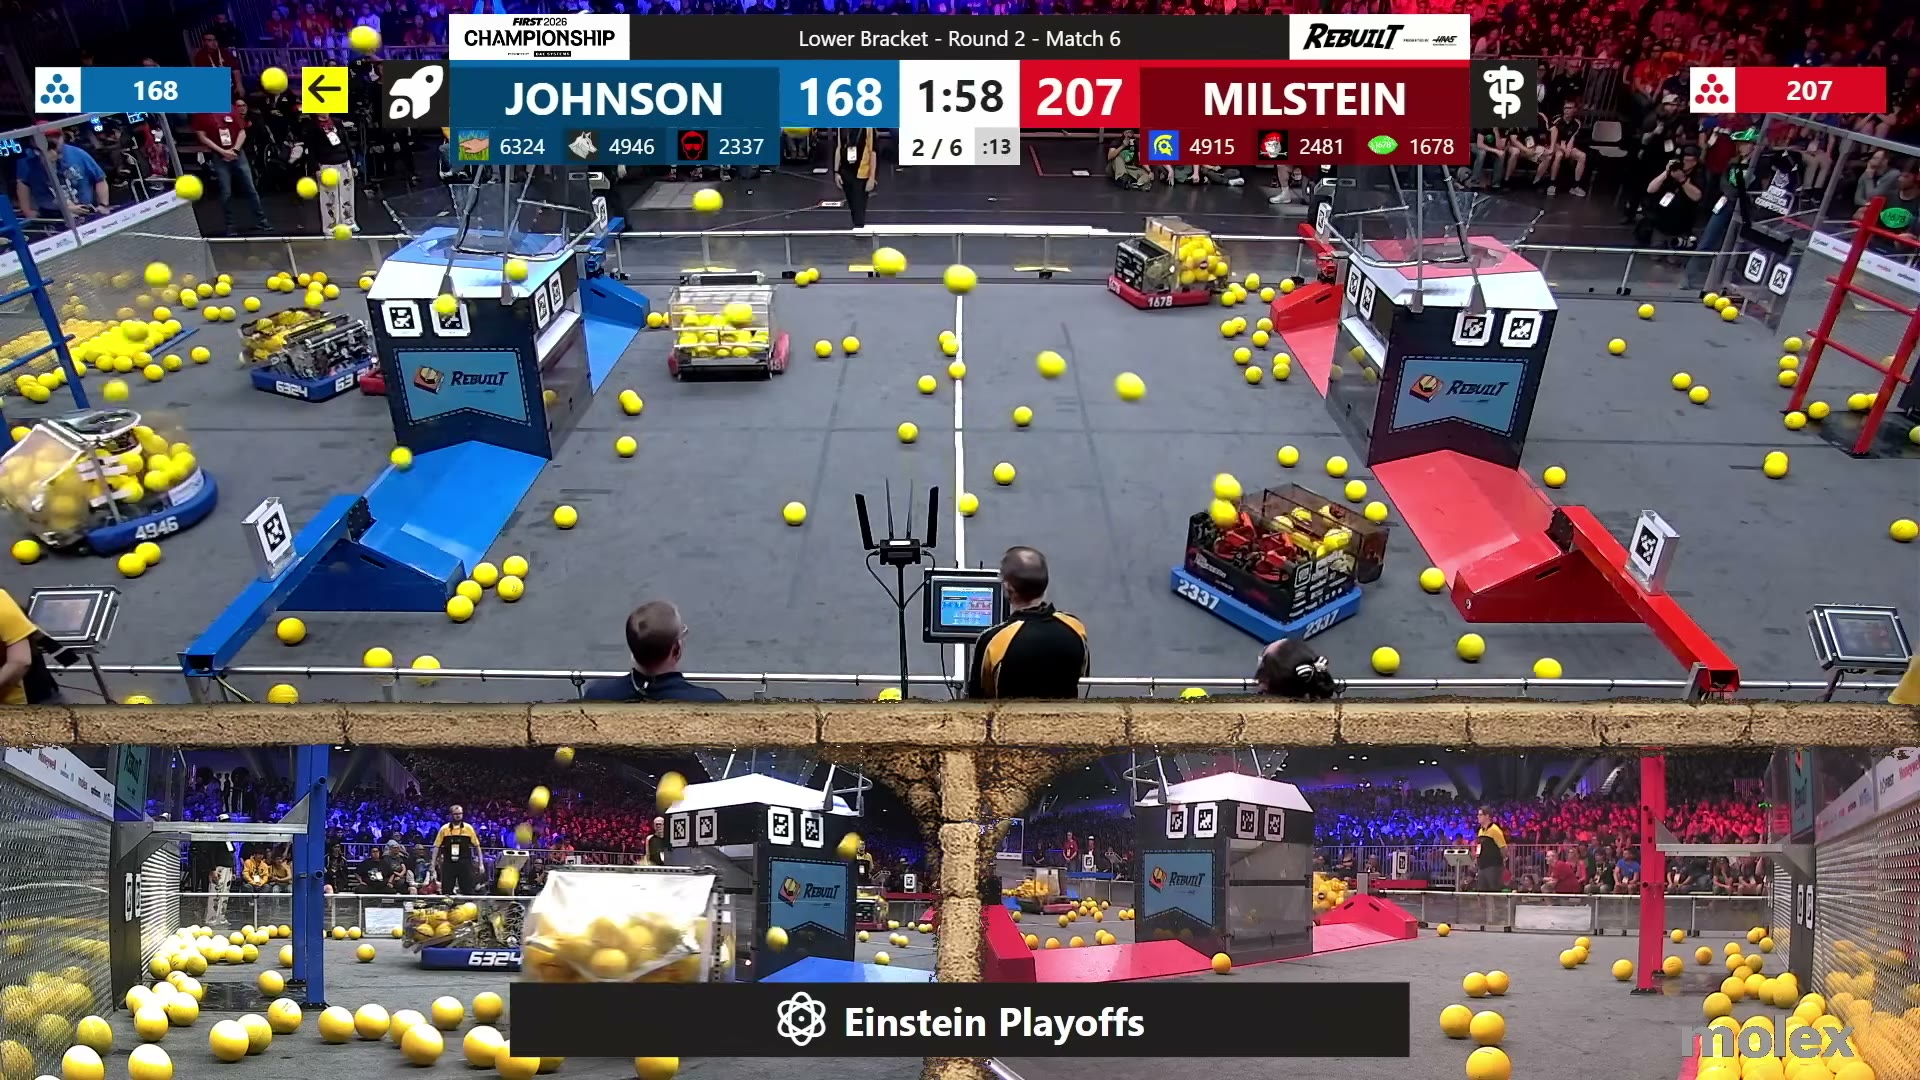 FIRST 2026
CHAMPIONSHIP
Lower Bracket - Round 2 - Match 6
REBUILT
168
JOHNSON
168
1:58
207
MILSTEIN
207
6324
4946
2337
2 / 6
:13
4915
2481
1678
1678
6324
63
REBUILT
REBUILT
4946
2337
2337
REBUILT
REBUILT
6324
Einstein Playoffs
molex